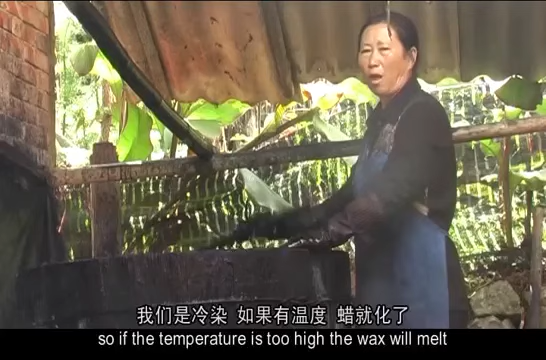 我们是冷染 如果有温度 蜡就化了
so if the temperature is too high the wax will melt